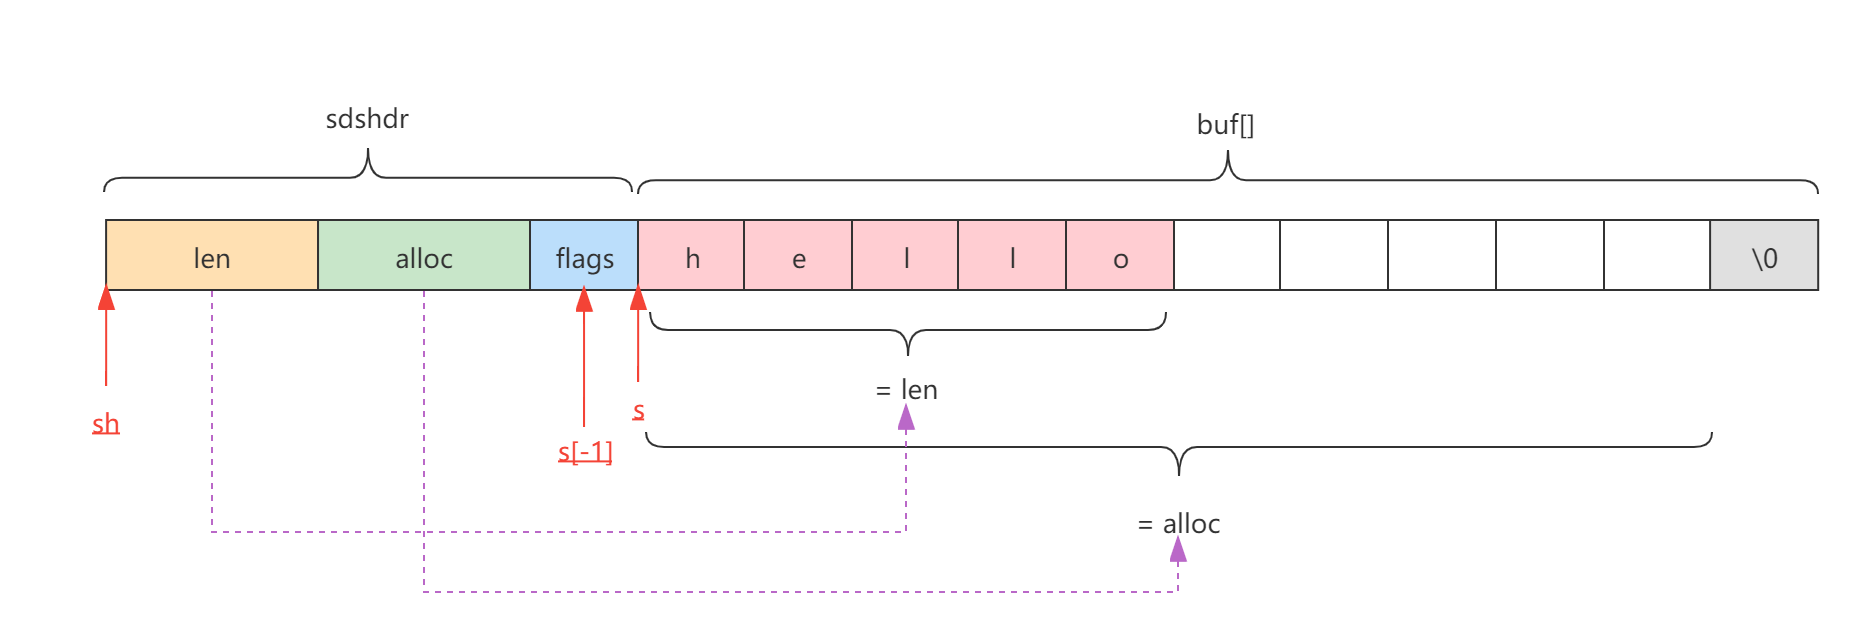 sdshdr
buf[]
len alloc flags h e l l o \0
= len
sh
s
s[-1]
= alloc